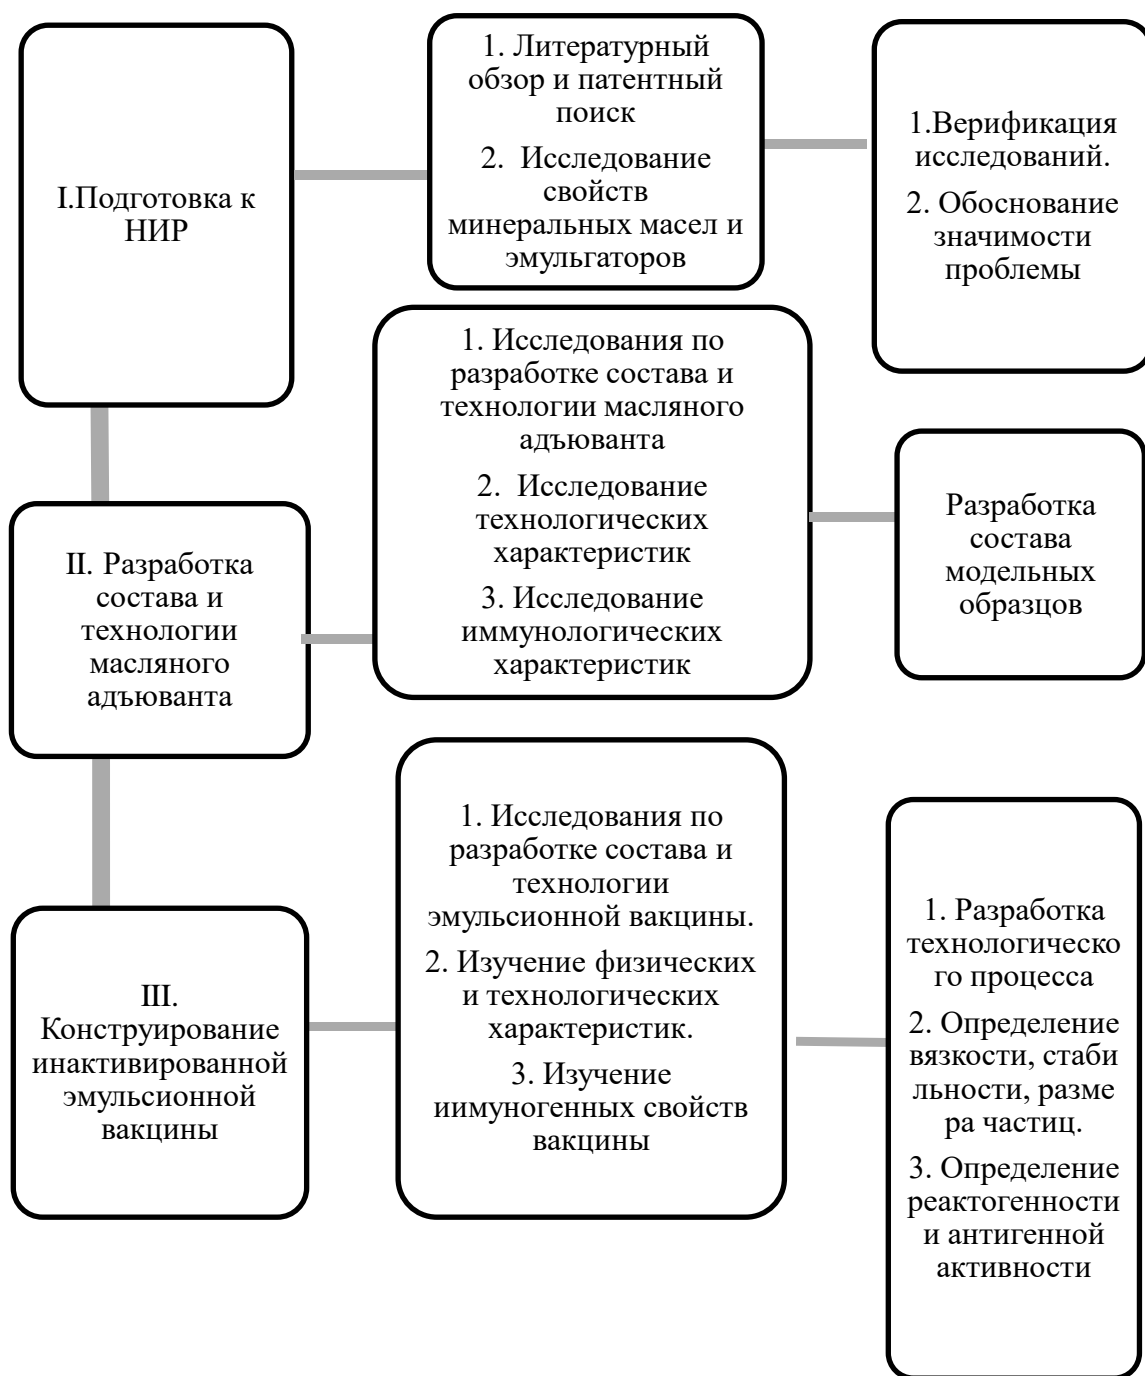 I.Подготовка к
НИР
1. Литературный
обзор и патентный
поиск
2. Исследование
свойств
минеральных масел и
эмульгаторов
1.Верификация
исследований.
2. Обоснование
значимости
проблемы
II. Разработка
состава и
технологии
масляного
адъюванта
1. Исследования по
разработке состава и
технологии масляного
адъюванта
2. Исследование
технологических
характеристик
3. Исследование
иммунологических
характеристик
Разработка
состава
модельных
образцов
III.
Конструирование
инактивированной
эмульсионной
вакцины
1. Исследования по
разработке состава и
технологии
эмульсионной вакцины.
2. Изучение физических
и технологических
характеристик.
3. Изучение
иимуногенных свойств
вакцины
1. Разработка
технологическо
го процесса
2. Определение
вязкости, стаби
льности, разме
ра частиц.
3. Определение
реактогенности
и антигенной
активности